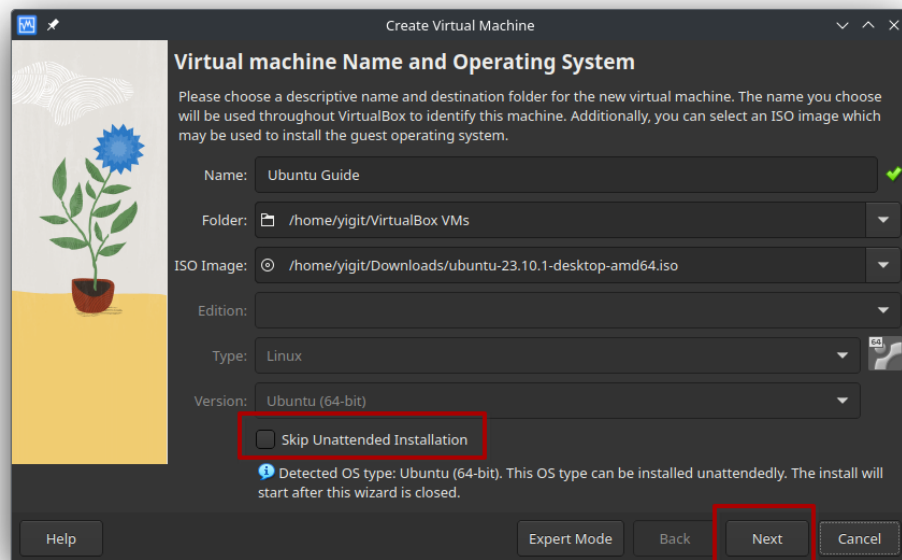 Create Virtual Machine
Virtual machine Name and Operating System
Please choose a descriptive name and destination folder for the new virtual machine. The name you choose
will be used throughout VirtualBox to identify this machine. Additionally, you can select an ISO image which
may be used to install the guest operating system.
Name: Ubuntu Guide
Folder: /home/yigit/VirtualBox VMs
ISO Image: /home/yigit/Downloads/ubuntu-23.10.1-desktop-amd64.iso
Edition:
Type: Linux
64
Version: Ubuntu (64-bit)
Skip Unattended Installation
Detected OS type: Ubuntu (64-bit). This OS type can be installed unattendedly. The install will
start after this wizard is closed.
Help Expert Mode Back Next Cancel